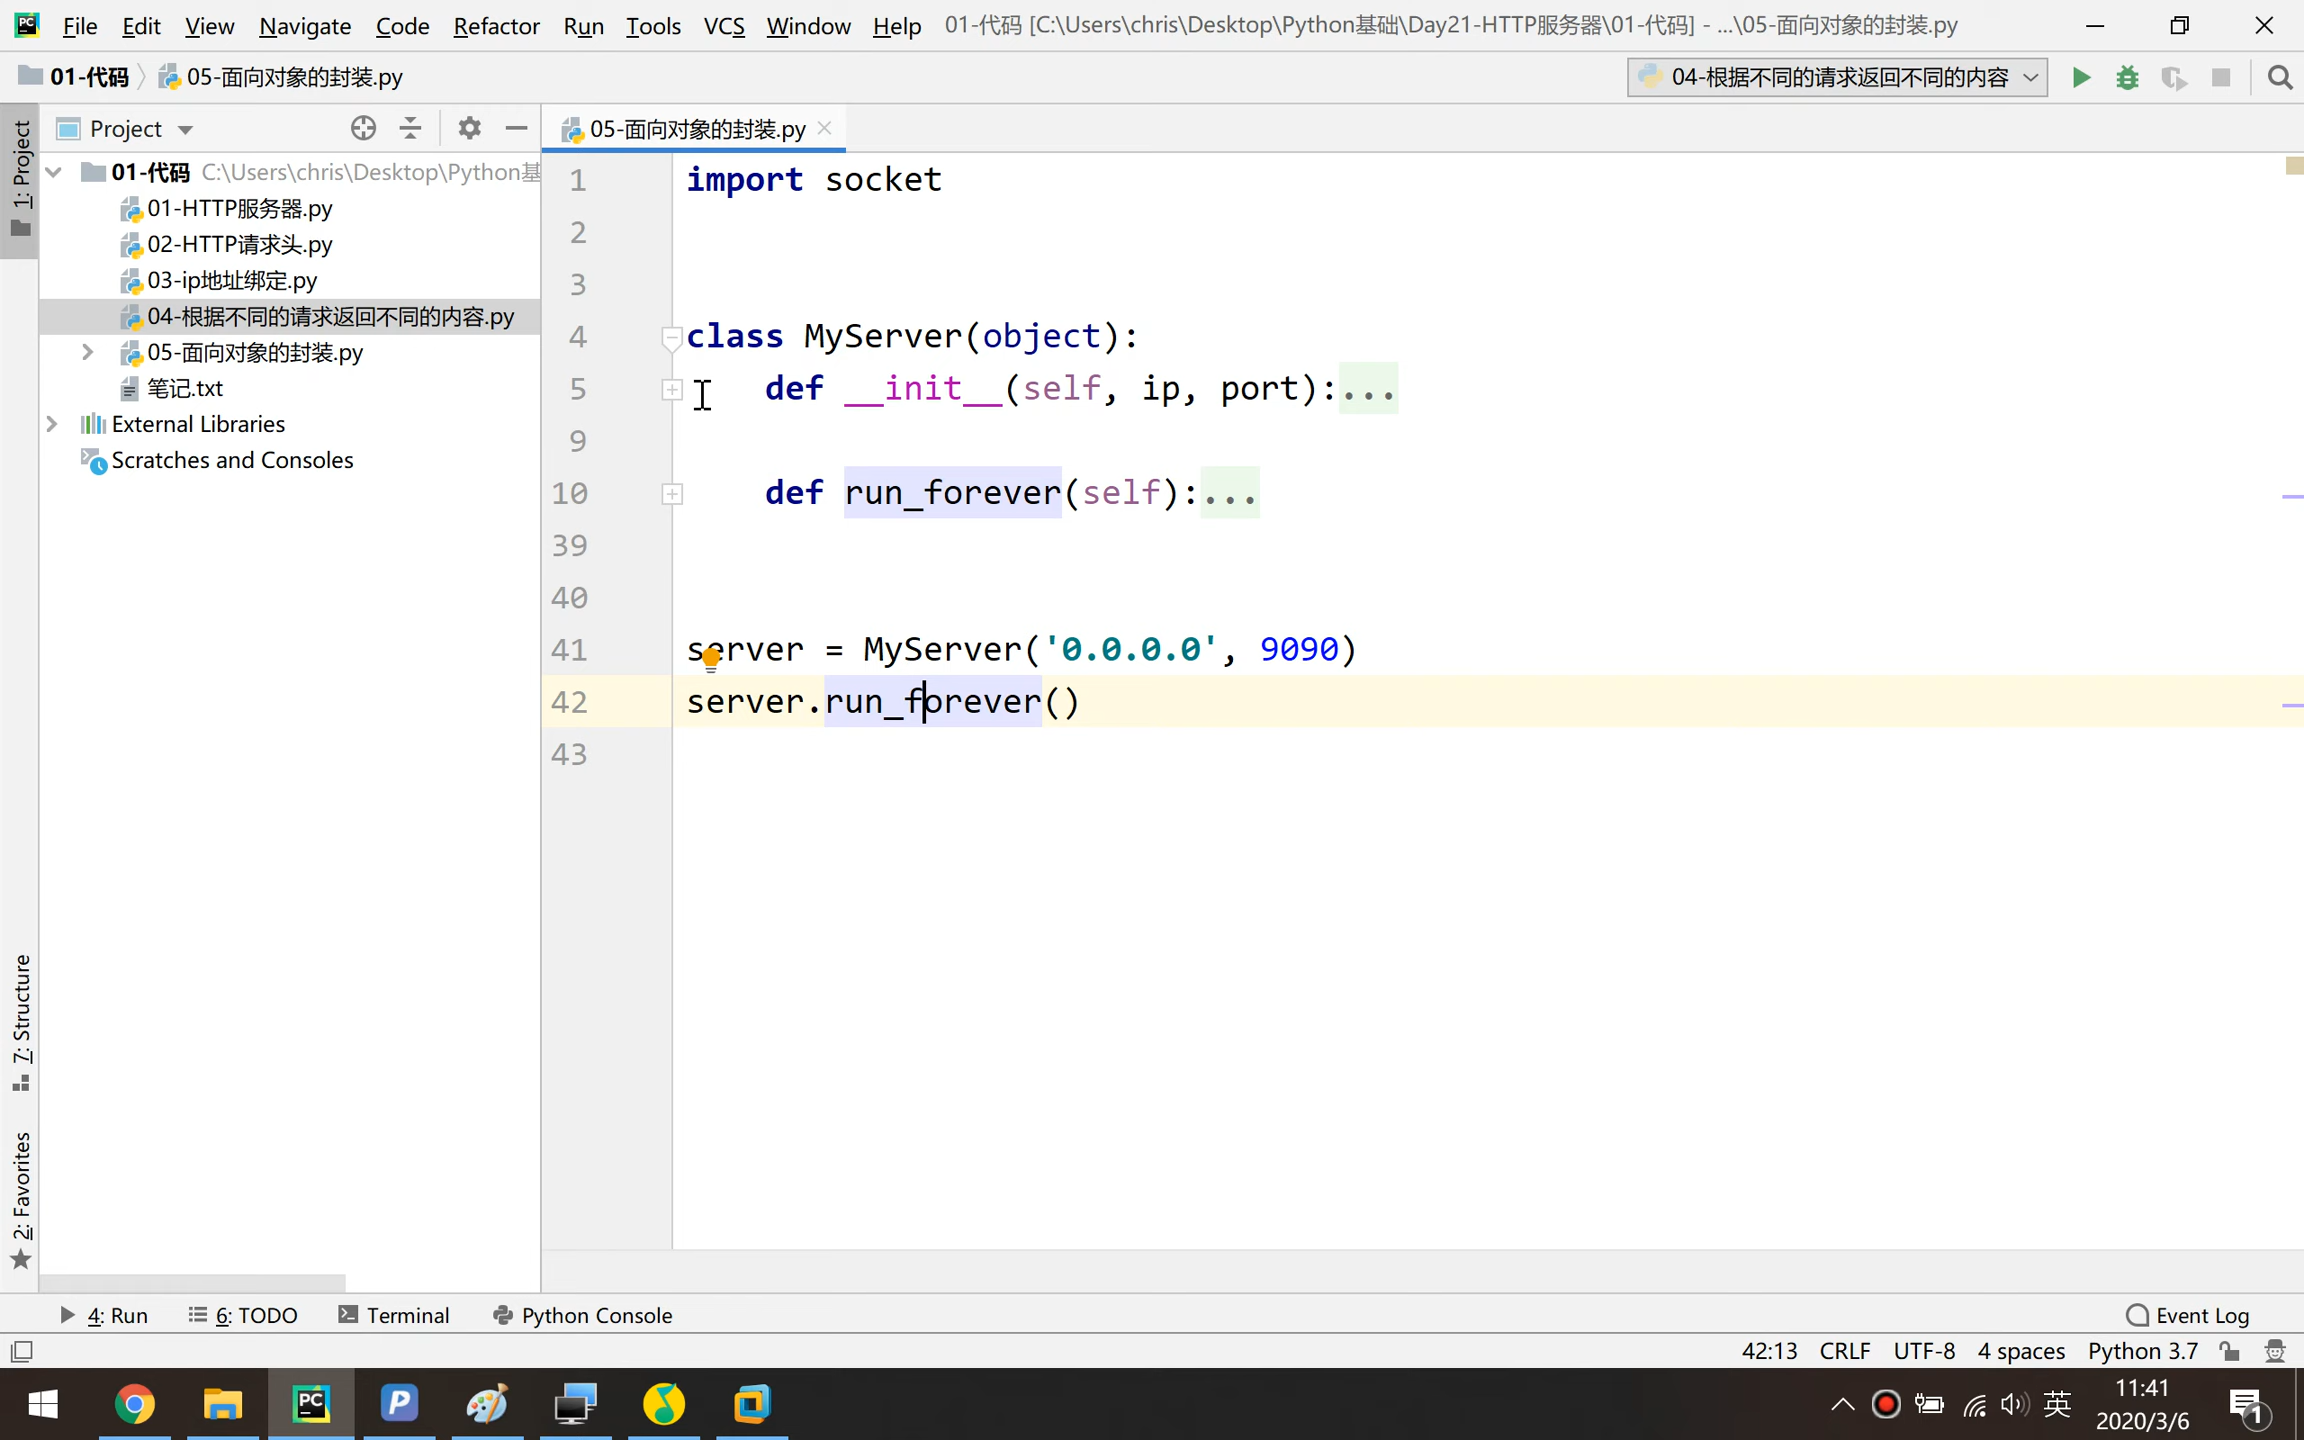 File Edit View Navigate Code Refactor Run Tools VCS Window Help 01-代码 [C:\Users\chris\Desktop\Python基础\Day21-HTTP服务器\01-代码] - ...\05-面向对象的封装.py
01-代码 05-面向对象的封装.py 04-根据不同的请求返回不同的内容
1: Project
Project
05-面向对象的封装.py
01-代码 C:\Users\chris\Desktop\Python基
01-HTTP服务器.py
02-HTTP请求头.py
03-ip地址绑定.py
04-根据不同的请求返回不同的内容.py
05-面向对象的封装.py
笔记.txt
External Libraries
Scratches and Consoles
7: Structure
2: Favorites
1 import socket
2
3
4 class MyServer(object):
5 def __init__(self, ip, port):...
9
10 def run_forever(self):...
39
40
41 server = MyServer('0.0.0.0', 9090)
42 server.run_forever()
43
4: Run 6: TODO Terminal Python Console Event Log
42:13 CRLF UTF-8 4 spaces Python 3.7
英 11:41
2020/3/6
1